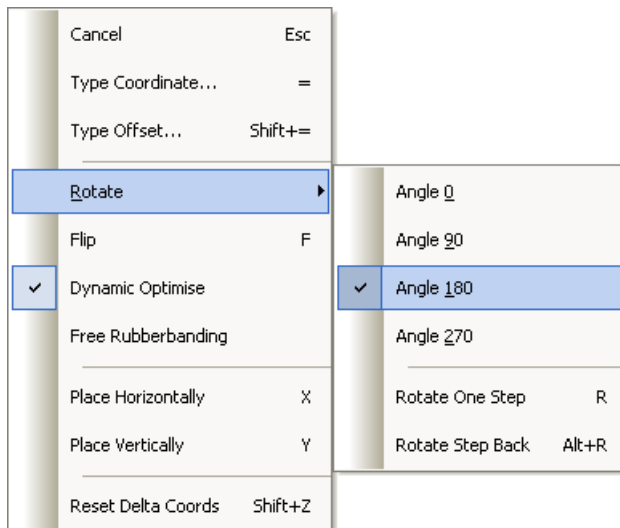 Cancel Esc
Type Coordinate... =
Type Offset... Shift+=
Rotate
Flip F
Dynamic Optimise
Free Rubberbanding
Place Horizontally X
Place Vertically Y
Reset Delta Coords Shift+Z
Angle 0
Angle 90
Angle 180
Angle 270
Rotate One Step R
Rotate Step Back Alt+R